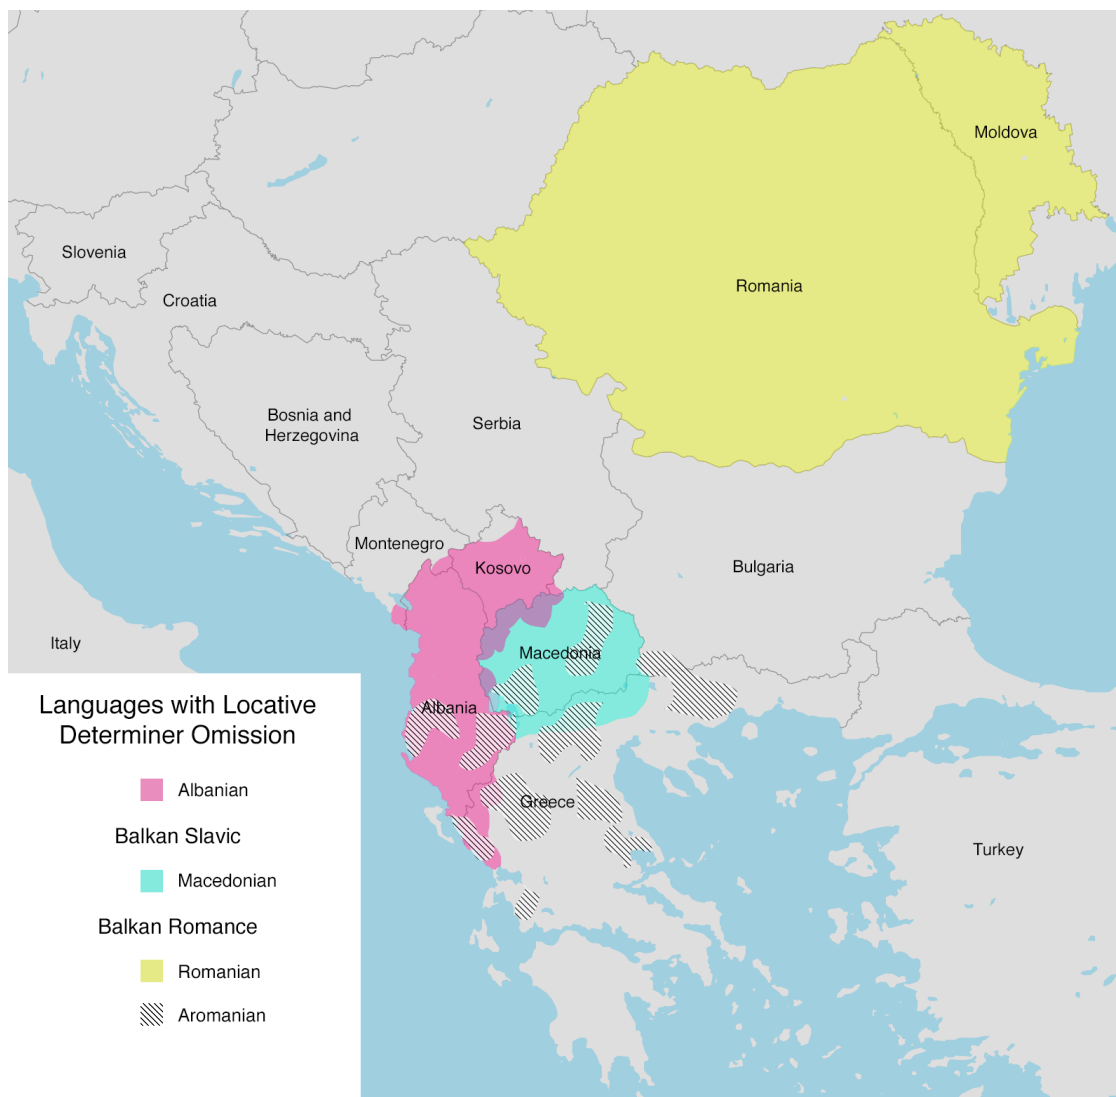 Moldova
Slovenia
Romania
Croatia
Bosnia and
Herzegovina
Serbia
Montenegro
Kosovo
Bulgaria
Italy
Macedonia
Albania
Greece
Turkey
Languages with Locative
Determiner Omission
Albanian
Balkan Slavic
Macedonian
Balkan Romance
Romanian
Aromanian